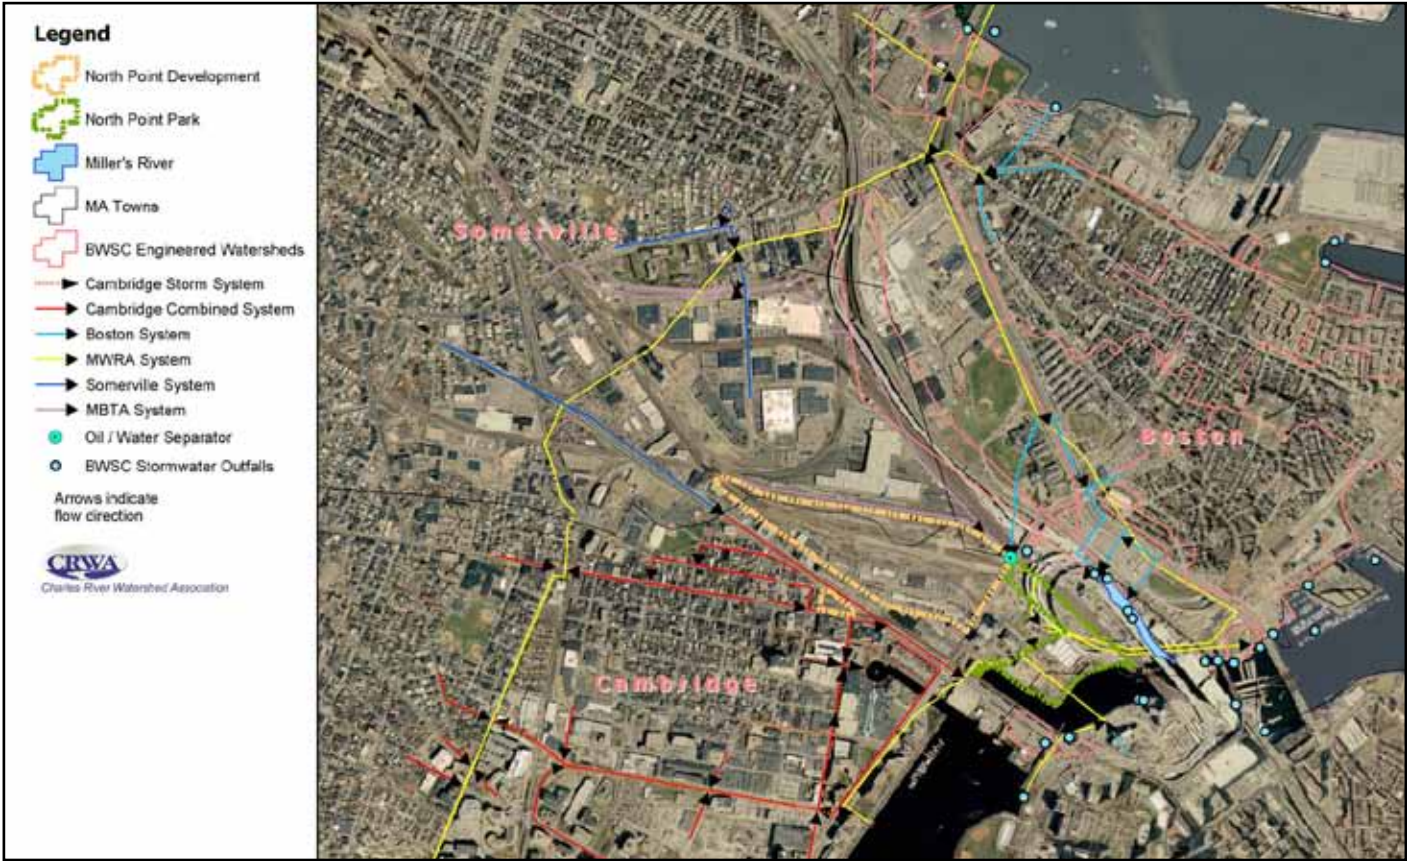 Legend
North Point Development
North Point Park
Miller's River
MA Towns
BWSC Engineered Watersheds
Cambridge Storm System
Cambridge Combined System
Boston System
MWRA System
Somerville System
MBTA System
Oil / Water Separator
BWSC Stormwater Outfalls
Arrows indicate
flow direction
CRWA
Charles River Watershed Association
Somerville
Boston
Cambridge